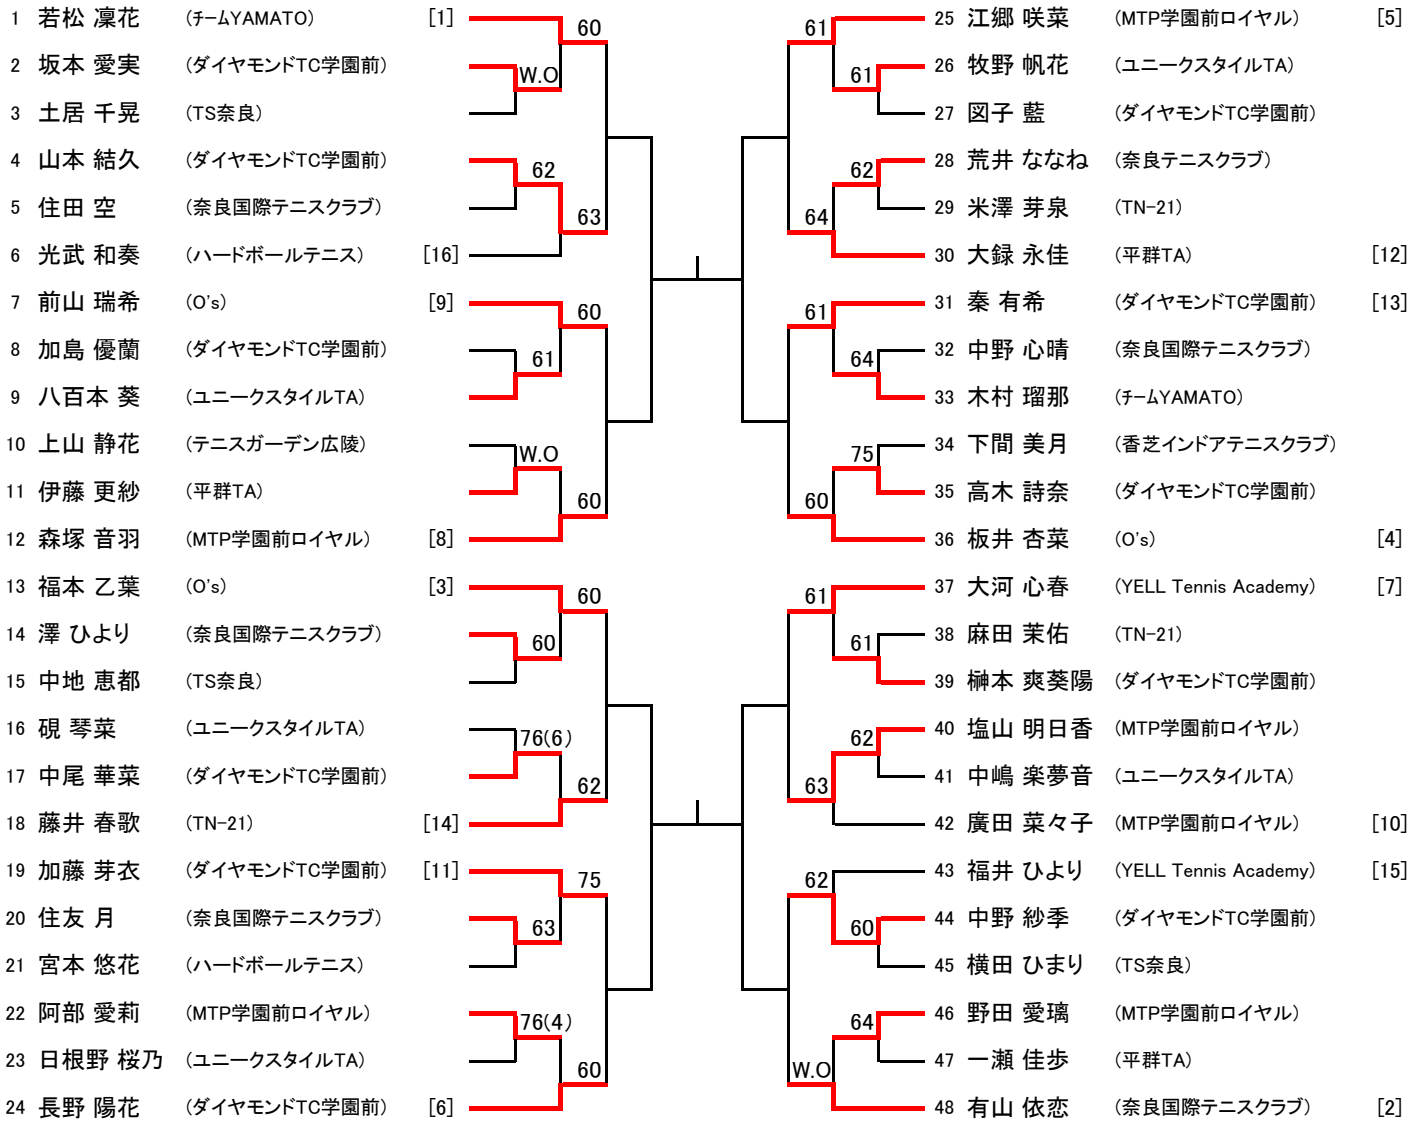 1 若松 凜花 (ﾁｰﾑYAMATO) [1]
60
2 坂本 愛実 (ダイヤモンドTC学園前)
W.O
3 土居 千晃 (TS奈良)
4 山本 結久 (ダイヤモンドTC学園前)
62
5 住田 空 (奈良国際テニスクラブ)
63
6 光武 和奏 (ハードボールテニス) [16]
7 前山 瑞希 (O's) [9]
60
8 加島 優蘭 (ダイヤモンドTC学園前)
61
9 八百本 葵 (ユニークスタイルTA)
10 上山 静花 (テニスガーデン広陵)
W.O
11 伊藤 更紗 (平群TA)
60
12 森塚 音羽 (MTP学園前ロイヤル) [8]
13 福本 乙葉 (O's) [3]
60
14 澤 ひより (奈良国際テニスクラブ)
60
15 中地 恵都 (TS奈良)
16 硯 琴菜 (ユニークスタイルTA)
76(6)
17 中尾 華菜 (ダイヤモンドTC学園前)
62
18 藤井 春歌 (TN-21) [14]
19 加藤 芽衣 (ダイヤモンドTC学園前) [11]
75
20 住友 月 (奈良国際テニスクラブ)
63
21 宮本 悠花 (ハードボールテニス)
22 阿部 愛莉 (MTP学園前ロイヤル)
76(4)
23 日根野 桜乃 (ユニークスタイルTA)
60
24 長野 陽花 (ダイヤモンドTC学園前) [6]
25 江郷 咲菜 (MTP学園前ロイヤル) [5]
61
26 牧野 帆花 (ユニークスタイルTA)
61
27 図子 藍 (ダイヤモンドTC学園前)
28 荒井 ななね (奈良テニスクラブ)
62
29 米澤 芽泉 (TN-21)
64
30 大録 永佳 (平群TA) [12]
31 秦 有希 (ダイヤモンドTC学園前) [13]
61
32 中野 心晴 (奈良国際テニスクラブ)
64
33 木村 瑠那 (ﾁｰﾑYAMATO)
34 下間 美月 (香芝インドアテニスクラブ)
75
35 高木 詩奈 (ダイヤモンドTC学園前)
60
36 板井 杏菜 (O's) [4]
37 大河 心春 (YELL Tennis Academy) [7]
61
38 麻田 茉佑 (TN-21)
61
39 榊本 爽葵陽 (ダイヤモンドTC学園前)
40 塩山 明日香 (MTP学園前ロイヤル)
62
41 中嶋 楽夢音 (ユニークスタイルTA)
63
42 廣田 菜々子 (MTP学園前ロイヤル) [10]
43 福井 ひより (YELL Tennis Academy) [15]
62
44 中野 紗季 (ダイヤモンドTC学園前)
60
45 横田 ひまり (TS奈良)
46 野田 愛璃 (MTP学園前ロイヤル)
64
47 一瀬 佳歩 (平群TA)
W.O
48 有山 依恋 (奈良国際テニスクラブ) [2]